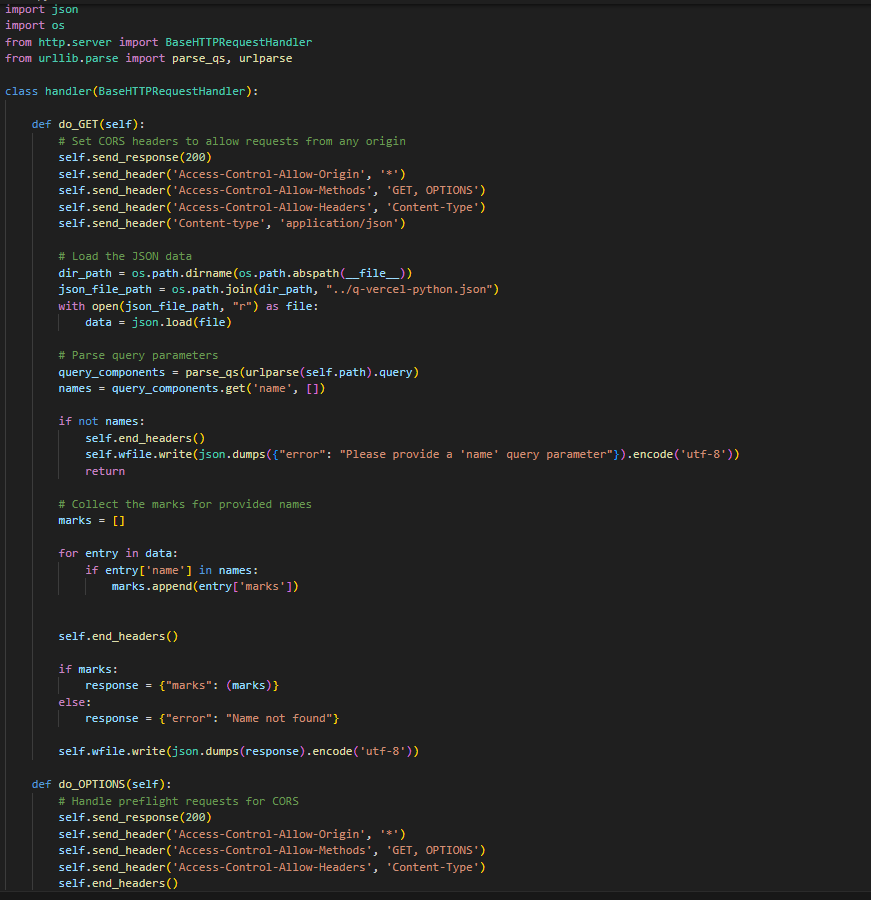 import json
import os
from http.server import BaseHTTPRequestHandler
from urllib.parse import parse_qs, urlparse
class handler(BaseHTTPRequestHandler):
def do_GET(self):
# Set CORS headers to allow requests from any origin
self.send_response(200)
self.send_header('Access-Control-Allow-Origin', '*')
self.send_header('Access-Control-Allow-Methods', 'GET, OPTIONS')
self.send_header('Access-Control-Allow-Headers', 'Content-Type')
self.send_header('Content-type', 'application/json')
# Load the JSON data
dir_path = os.path.dirname(os.path.abspath(__file__))
json_file_path = os.path.join(dir_path, "../q-vercel-python.json")
with open(json_file_path, "r") as file:
data = json.load(file)
# Parse query parameters
query_components = parse_qs(urlparse(self.path).query)
names = query_components.get('name', [])
if not names:
self.end_headers()
self.wfile.write(json.dumps({"error": "Please provide a 'name' query parameter"}).encode('utf-8'))
return
# Collect the marks for provided names
marks = []
for entry in data:
if entry['name'] in names:
marks.append(entry['marks'])
self.end_headers()
if marks:
response = {"marks": (marks)}
else:
response = {"error": "Name not found"}
self.wfile.write(json.dumps(response).encode('utf-8'))
def do_OPTIONS(self):
# Handle preflight requests for CORS
self.send_response(200)
self.send_header('Access-Control-Allow-Origin', '*')
self.send_header('Access-Control-Allow-Methods', 'GET, OPTIONS')
self.send_header('Access-Control-Allow-Headers', 'Content-Type')
self.end_headers()